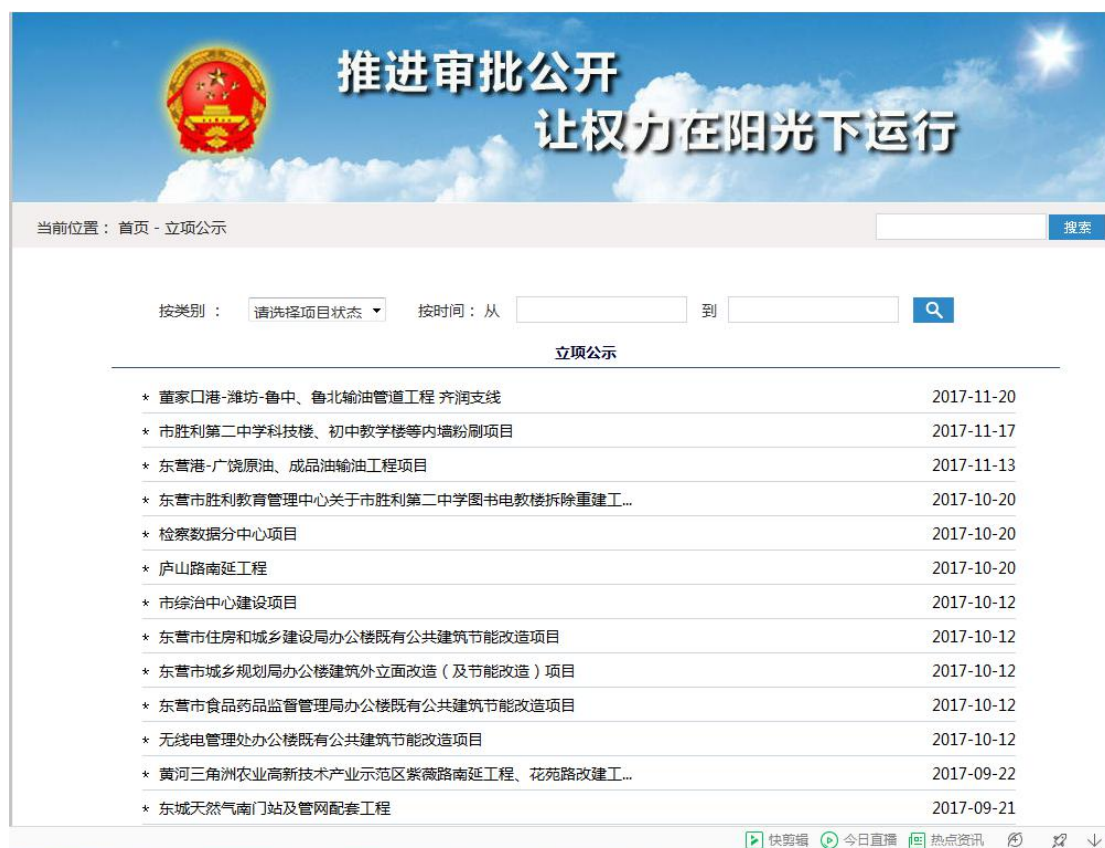 推进审批公开
让权力在阳光下运行
当前位置： 首页 - 立项公示
搜索
按类别 ： 请选择项目状态 按时间： 从 到
立项公示
* 董家口港-潍坊-鲁中、鲁北输油管道工程 齐润支线 2017-11-20
* 市胜利第二中学科技楼、初中教学楼等内墙粉刷项目 2017-11-17
* 东营港-广饶原油、成品油输油工程项目 2017-11-13
* 东营市胜利教育管理中心关于市胜利第二中学图书电教楼拆除重建工... 2017-10-20
* 检察数据分中心项目 2017-10-20
* 庐山路南延工程 2017-10-20
* 市综治中心建设项目 2017-10-12
* 东营市住房和城乡建设局办公楼既有公共建筑节能改造项目 2017-10-12
* 东营市城乡规划局办公楼建筑外立面改造（及节能改造）项目 2017-10-12
* 东营市食品药品监督管理局办公楼既有公共建筑节能改造项目 2017-10-12
* 无线电管理处办公楼既有公共建筑节能改造项目 2017-10-12
* 黄河三角洲农业高新技术产业示范区紫薇路南延工程、花苑路改建工... 2017-09-22
* 东城天然气南门站及管网配套工程 2017-09-21
快剪辑 今日直播 热点资讯